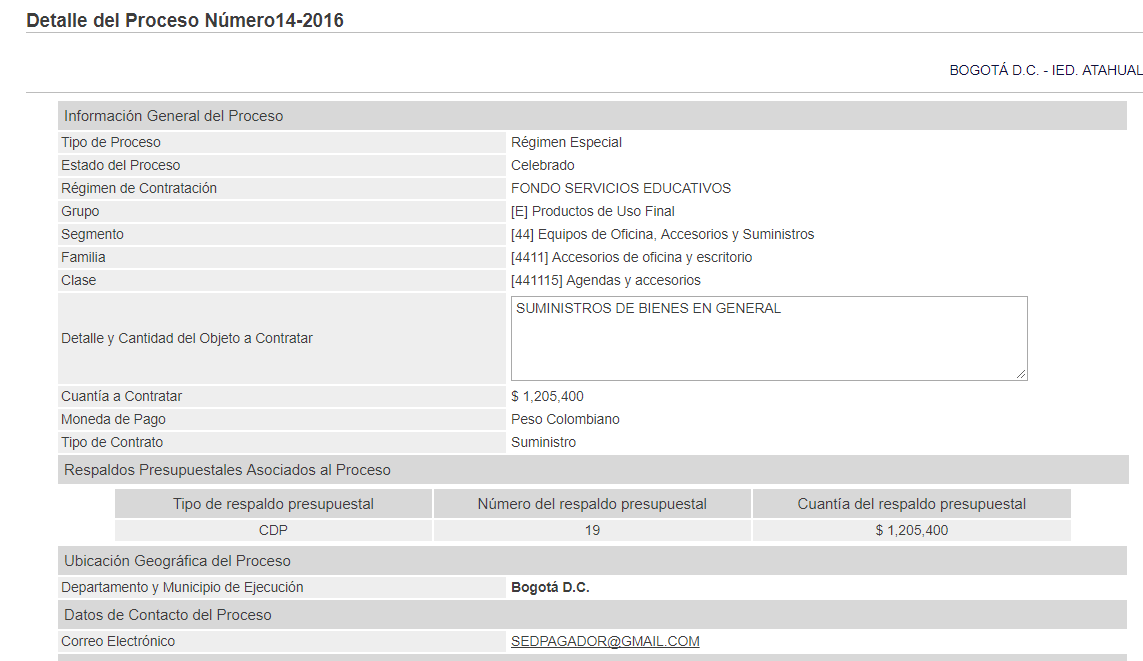 Detalle del Proceso Número14-2016
BOGOTÁ D.C. - IED. ATAHUAL
Información General del Proceso
Tipo de Proceso Régimen Especial
Estado del Proceso Celebrado
Régimen de Contratación FONDO SERVICIOS EDUCATIVOS
Grupo [E] Productos de Uso Final
Segmento [44] Equipos de Oficina, Accesorios y Suministros
Familia [4411] Accesorios de oficina y escritorio
Clase [441115] Agendas y accesorios
SUMINISTROS DE BIENES EN GENERAL
Detalle y Cantidad del Objeto a Contratar
Cuantía a Contratar $ 1,205,400
Moneda de Pago Peso Colombiano
Tipo de Contrato Suministro
Respaldos Presupuestales Asociados al Proceso
Tipo de respaldo presupuestal Número del respaldo presupuestal Cuantía del respaldo presupuestal
CDP 19 $ 1,205,400
Ubicación Geográfica del Proceso
Departamento y Municipio de Ejecución Bogotá D.C.
Datos de Contacto del Proceso
Correo Electrónico SEDPAGADOR@GMAIL.COM